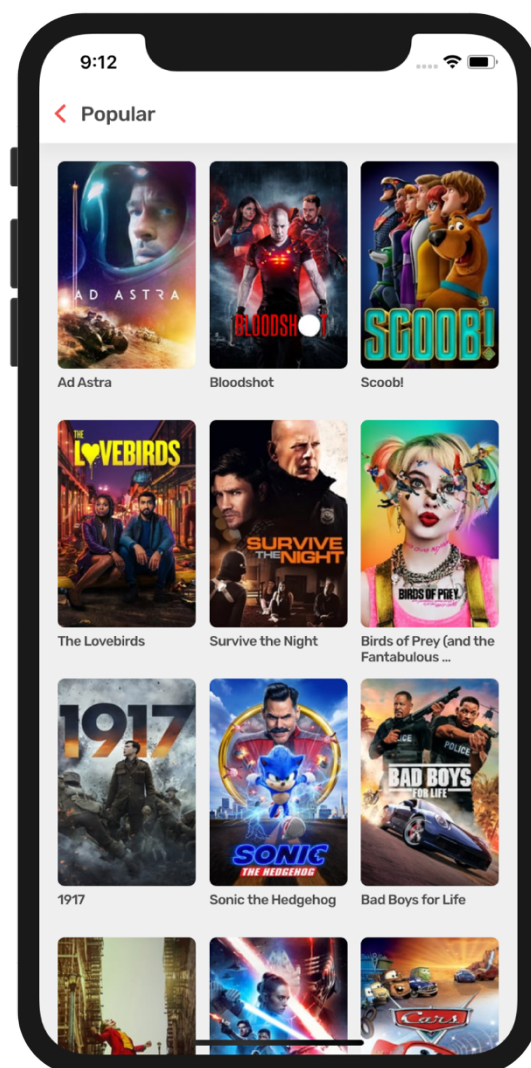 9:12
Popular
AD ASTRA
BLOODSHOT
SCOOB!
Ad Astra
Bloodshot
Scoob!
THE
LOVEBIRDS
SURVIVE
THE NIGHT
BIRDS OF PREY
The Lovebirds
Survive the Night
Birds of Prey (and the
Fantabulous ...
1917
SONIC
THE HEDGEHOG
POLICE
BAD BOYS
FOR LIFE
1917
Sonic the Hedgehog
Bad Boys for Life
Cars